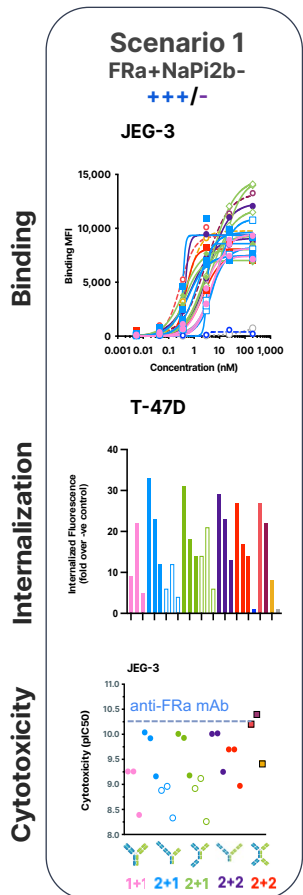 Scenario 1
FRa+NaPi2b-
+++/-
JEG-3
Binding
Binding MFI
15,000
10,000
5,000
0
0.001
0.01
0.1
1
10
100
1,000
Concentration (nM)
T-47D
Internalization
Internalized Fluorescence
(fold over -ve control)
40
30
20
10
0
JEG-3
Cytotoxicity
Cytotoxicity (pIC50)
11.0
10.5
10.0
9.5
9.0
8.5
8.0
anti-FRa mAb
1+1 2+1 2+1 2+2 2+2